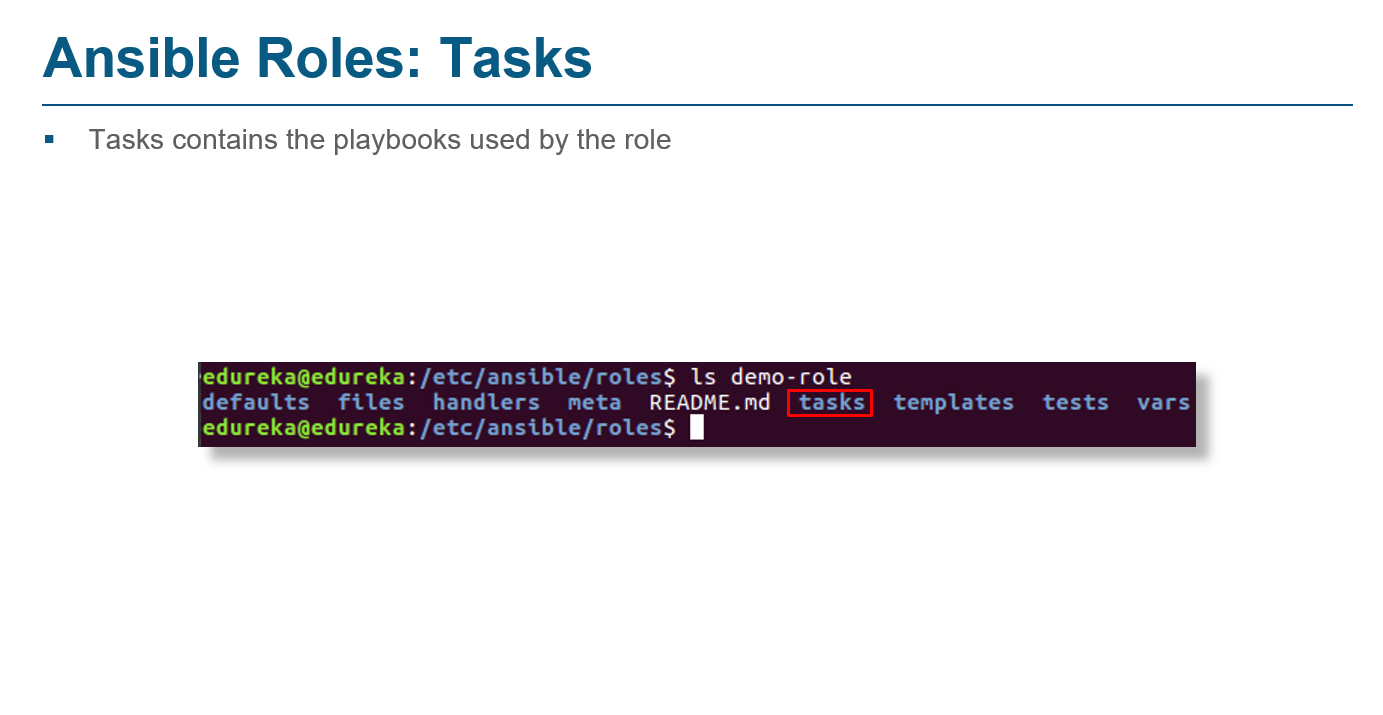 Ansible Roles: Tasks
Tasks contains the playbooks used by the role
edureka@edureka:/etc/ansible/roles$ ls demo-role
defaults files handlers meta README.md tasks templates tests vars
edureka@edureka:/etc/ansible/roles$